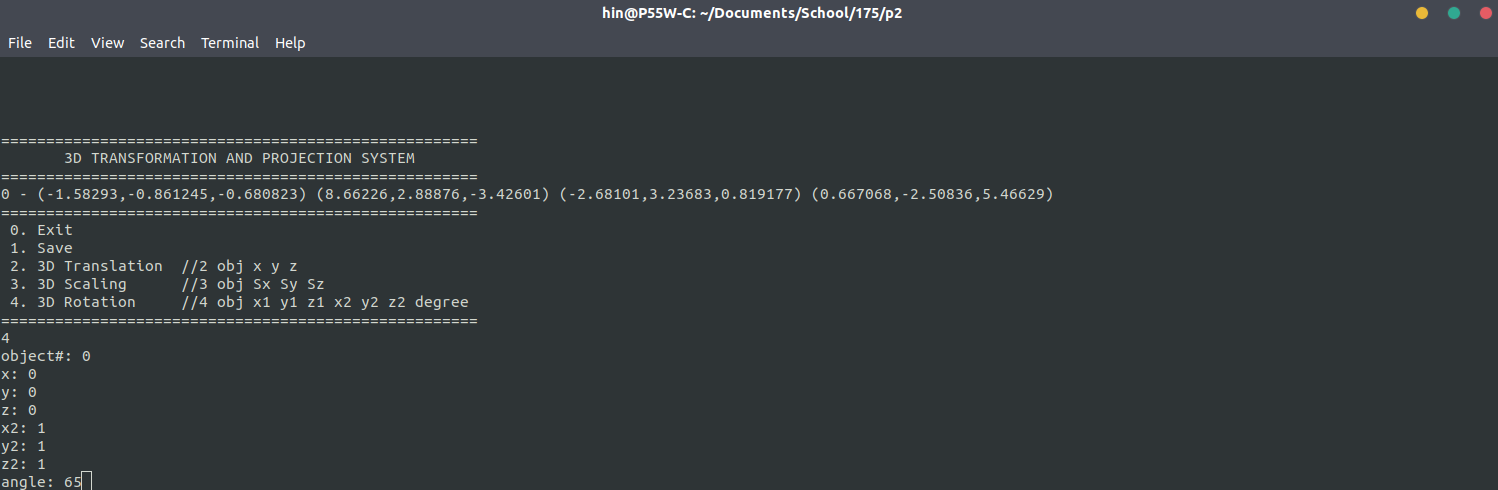 hin@P55W-C: ~/Documents/School/175/p2
File Edit View Search Terminal Help
=====================================================
       3D TRANSFORMATION AND PROJECTION SYSTEM
=====================================================
0 - (-1.58293,-0.861245,-0.680823) (8.66226,2.88876,-3.42601) (-2.68101,3.23683,0.819177) (0.667068,-2.50836,5.46629)
=====================================================
 0. Exit
 1. Save
 2. 3D Translation  //2 obj x y z
 3. 3D Scaling      //3 obj Sx Sy Sz
 4. 3D Rotation     //4 obj x1 y1 z1 x2 y2 z2 degree
=====================================================
4
object#: 0
x: 0
y: 0
z: 0
x2: 1
y2: 1
z2: 1
angle: 65